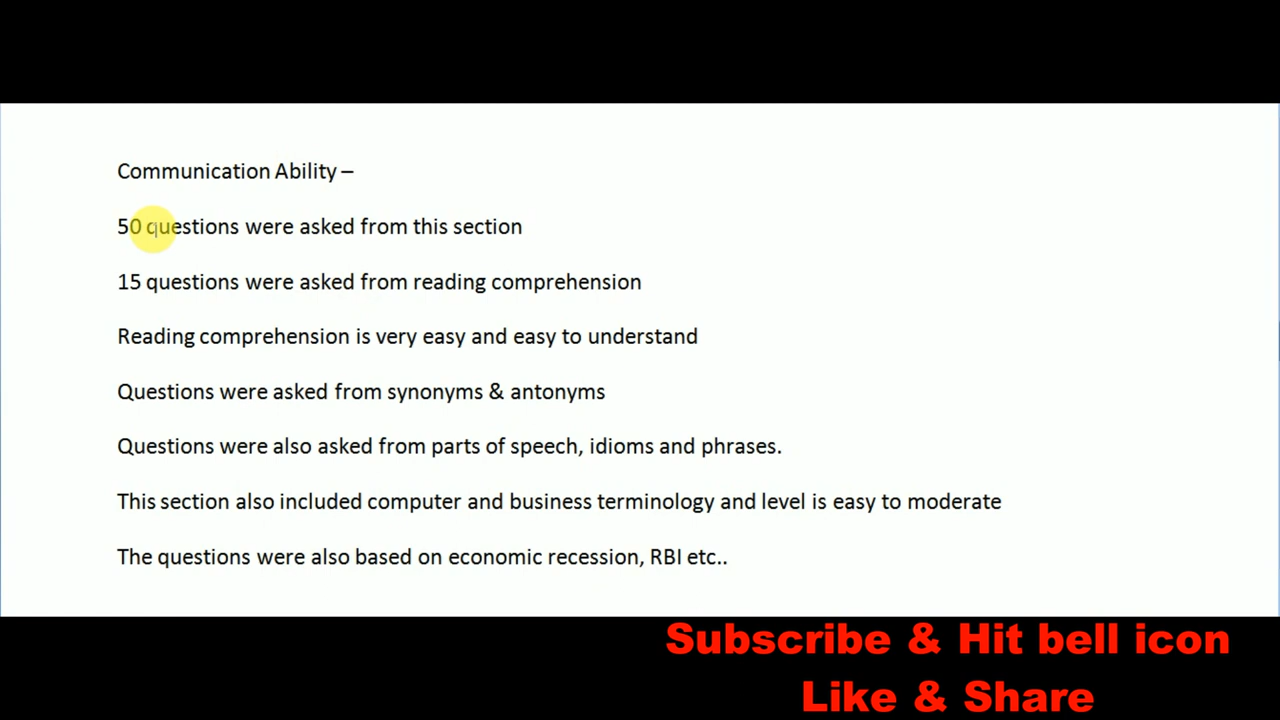 Communication Ability –
50 questions were asked from this section
15 questions were asked from reading comprehension
Reading comprehension is very easy and easy to understand
Questions were asked from synonyms & antonyms
Questions were also asked from parts of speech, idioms and phrases.
This section also included computer and business terminology and level is easy to moderate
The questions were also based on economic recession, RBI etc..
Subscribe & Hit bell icon
Like & Share